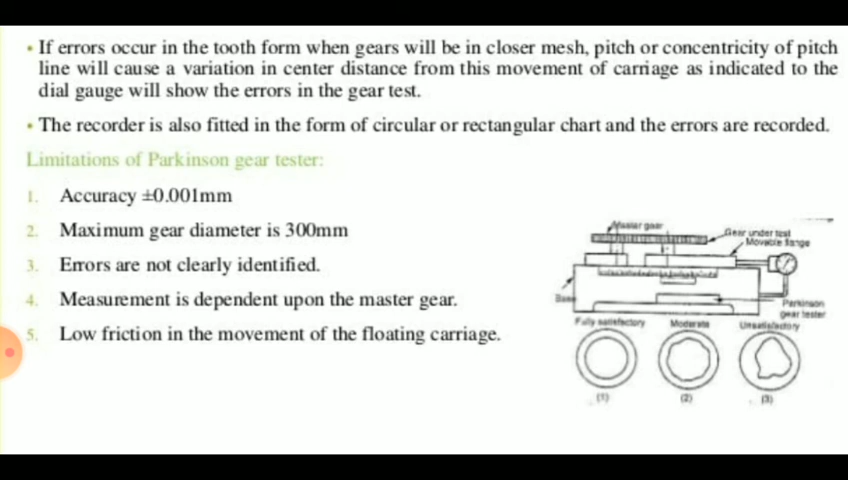 • If errors occur in the tooth form when gears will be in closer mesh, pitch or concentricity of pitch
line will cause a variation in center distance from this movement of carriage as indicated to the
dial gauge will show the errors in the gear test.
• The recorder is also fitted in the form of circular or rectangular chart and the errors are recorded.
Limitations of Parkinson gear tester:
1. Accuracy ±0.001mm
2. Maximum gear diameter is 300mm
3. Errors are not clearly identified.
4. Measurement is dependent upon the master gear.
5. Low friction in the movement of the floating carriage.
Master gear
Gear under test
Movable flange
Base
Parkinson
gear tester
Fully satisfactory
Moderate
Unsatisfactory
(1)
(2)
(3)